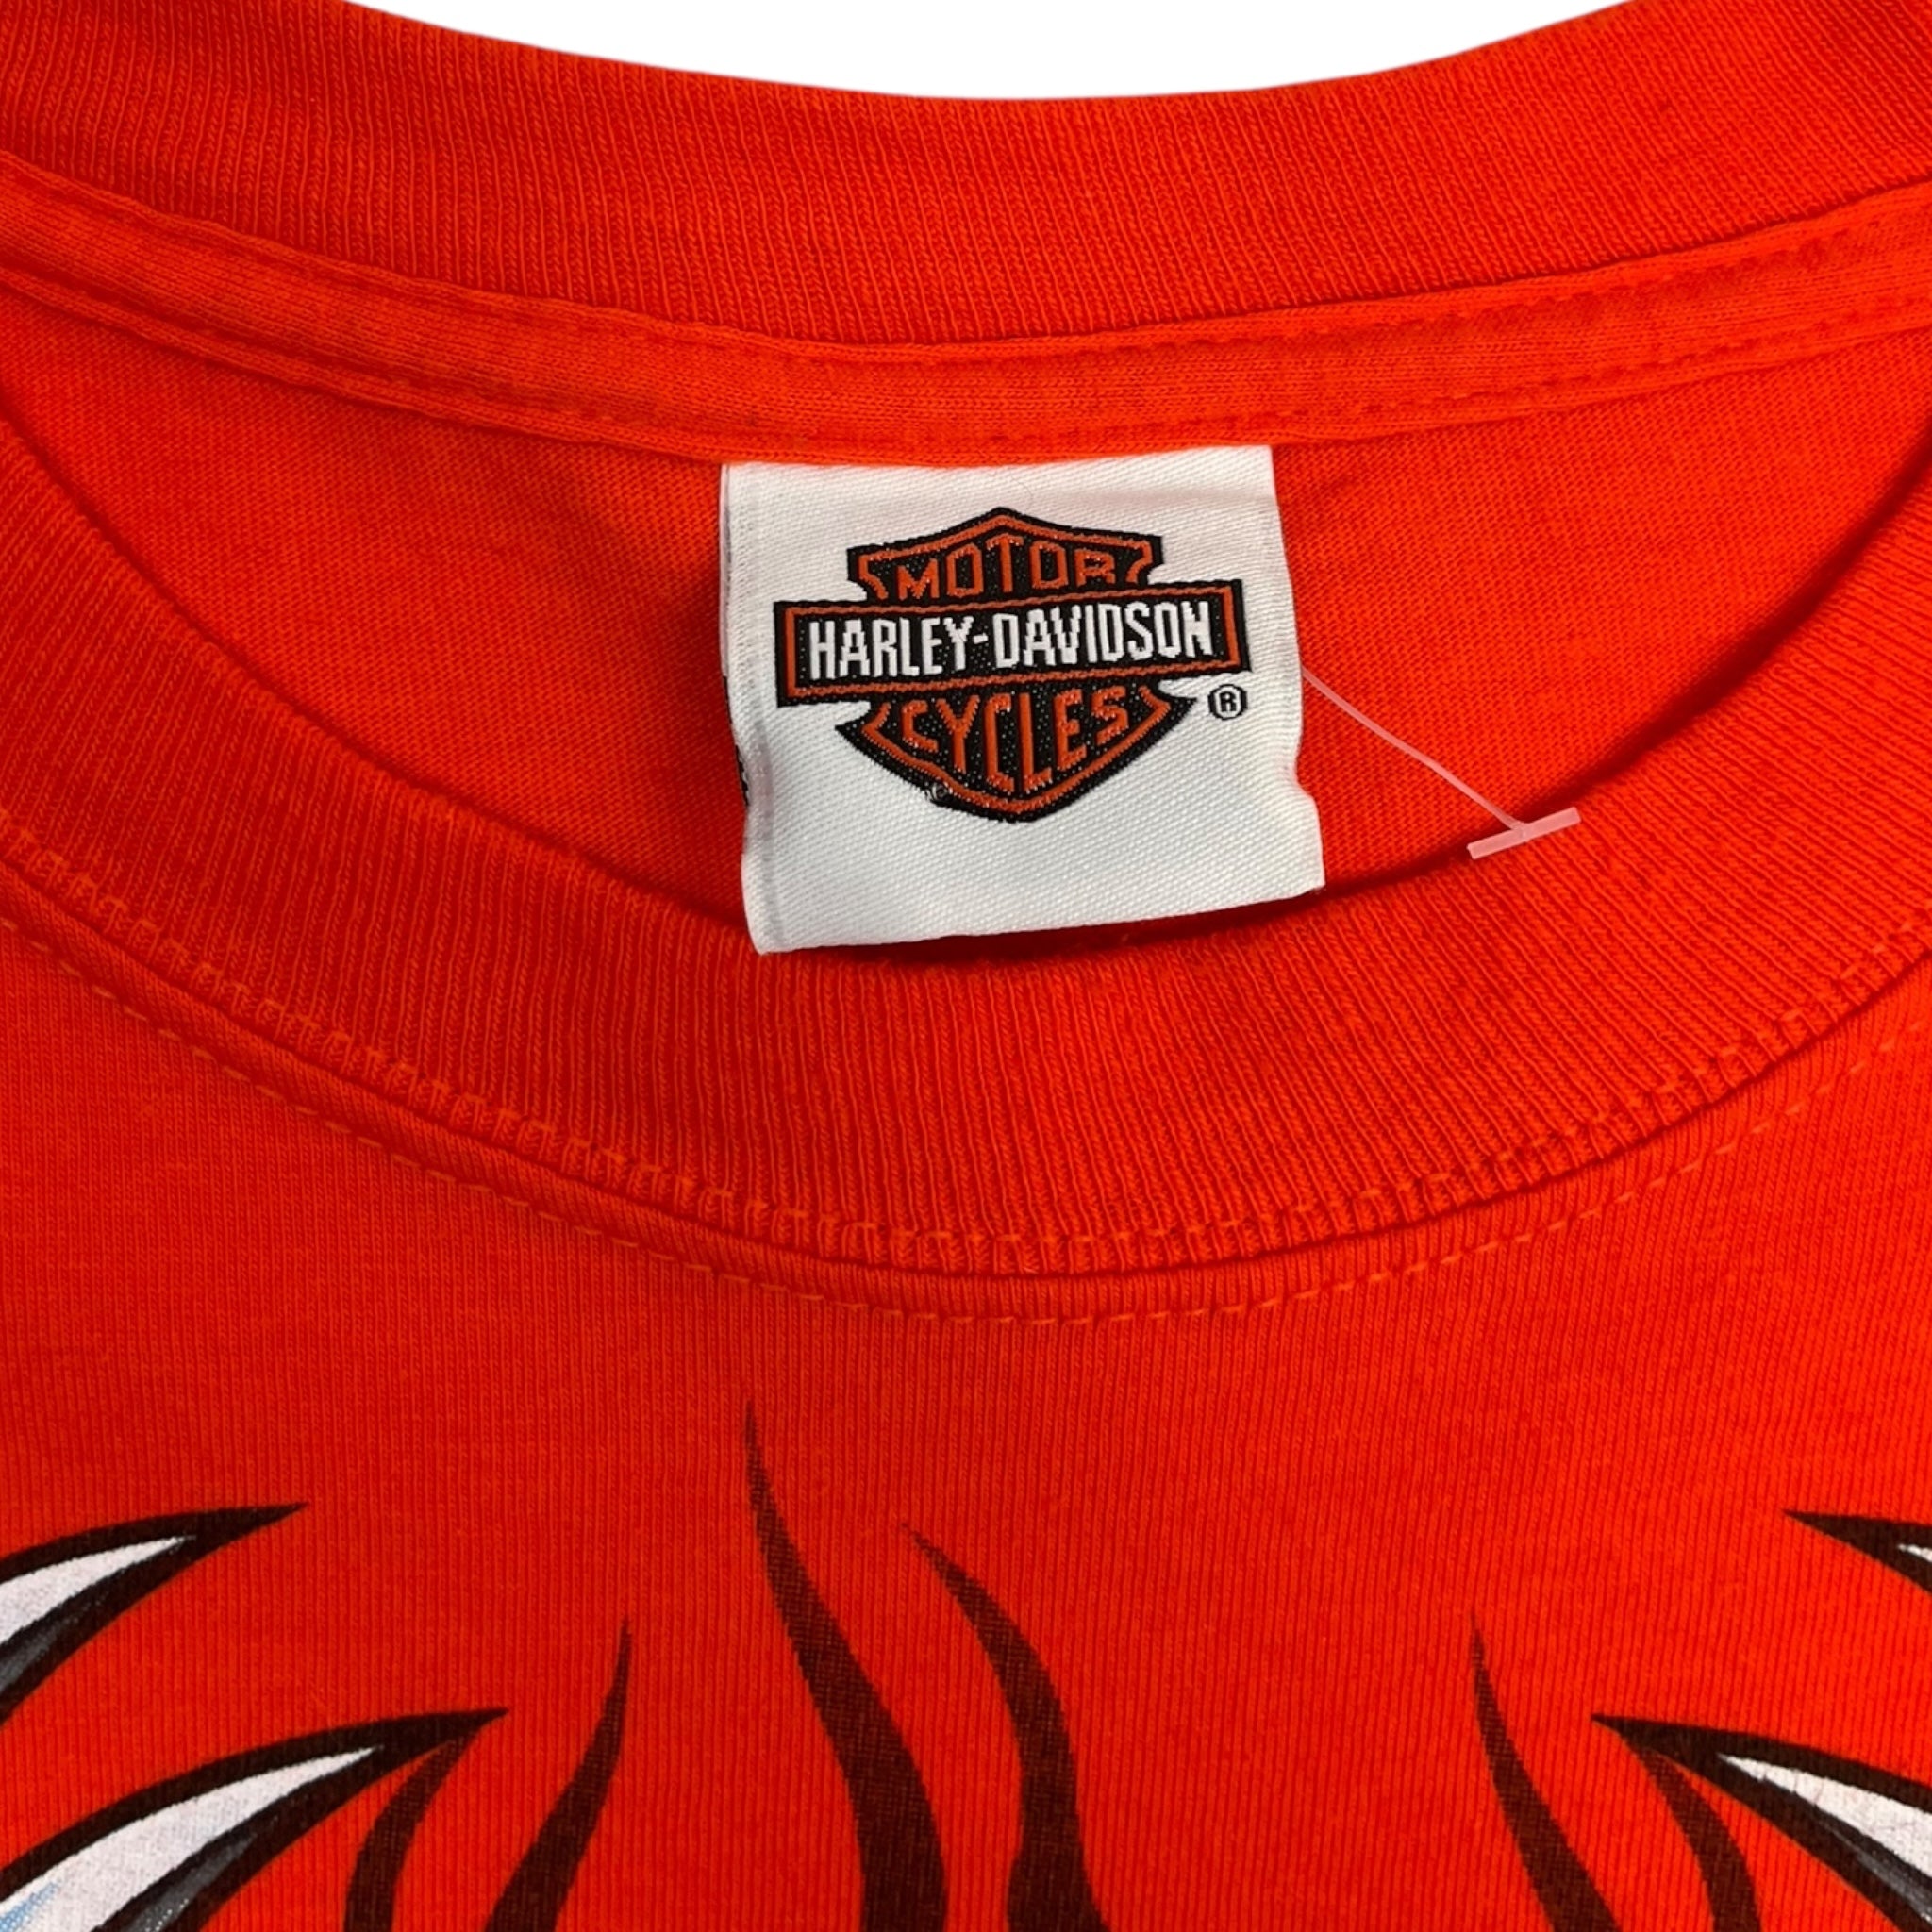 MOTOR
HARLEY-DAVIDSON
CYCLES
®